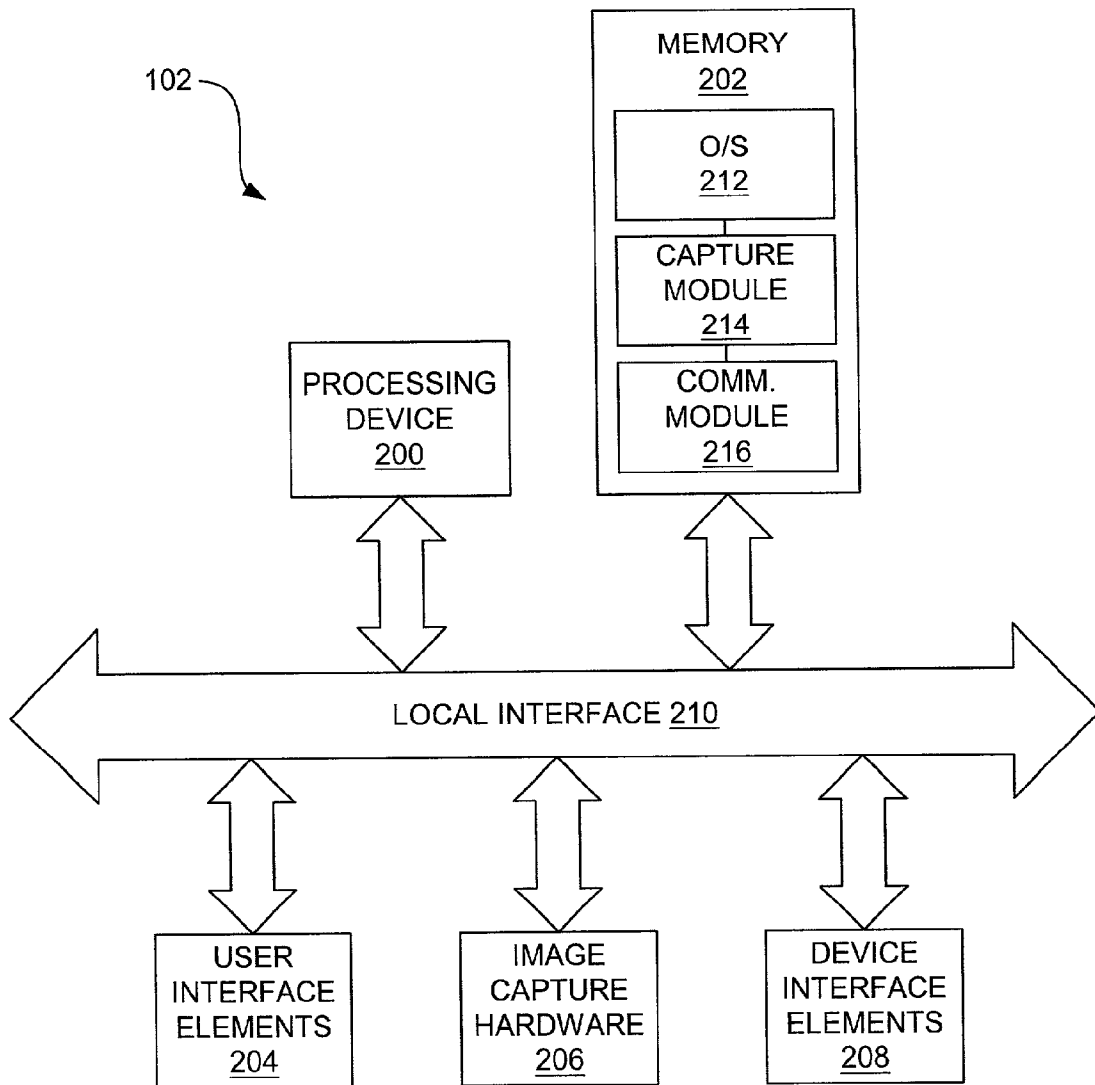 102
MEMORY
202
O/S
212
CAPTURE
MODULE
214
COMM.
MODULE
216
PROCESSING
DEVICE
200
LOCAL INTERFACE 210
USER
INTERFACE
ELEMENTS
204
IMAGE
CAPTURE
HARDWARE
206
DEVICE
INTERFACE
ELEMENTS
208